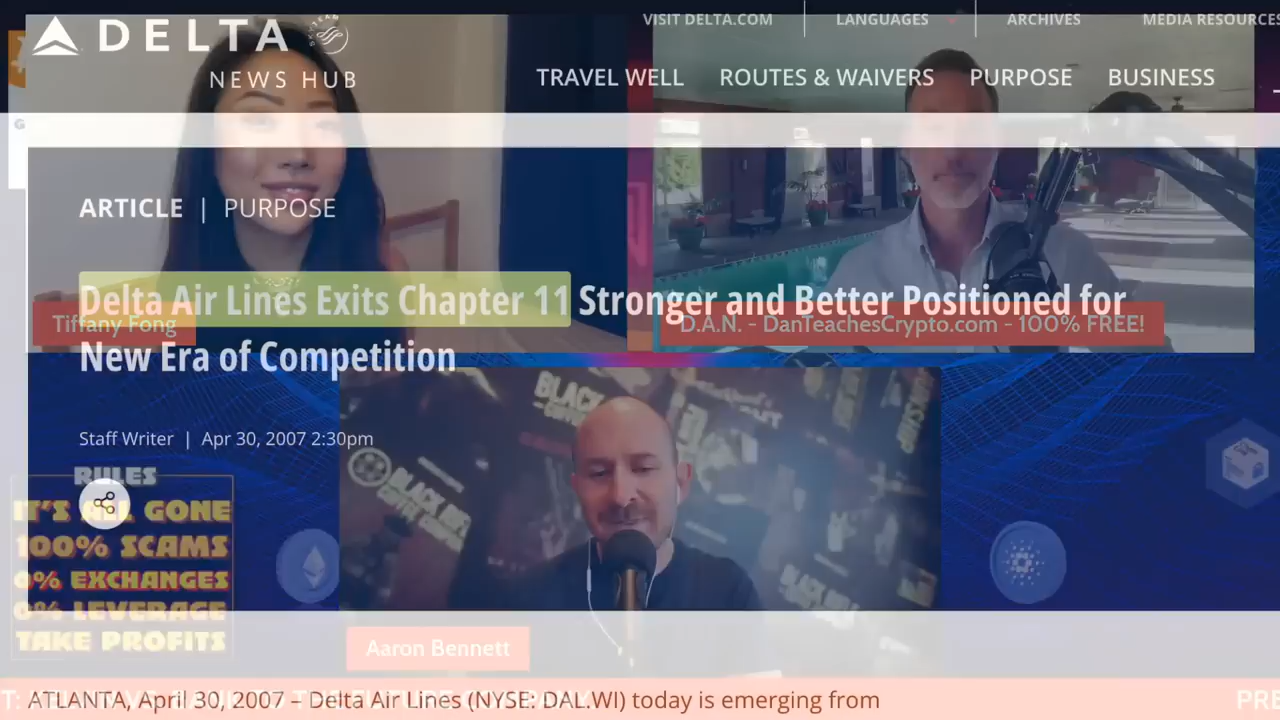 DELTA
NEWS HUB
VISIT DELTA.COM
LANGUAGES
ARCHIVES
MEDIA RESOURCES
TRAVEL WELL
ROUTES & WAIVERS
PURPOSE
BUSINESS
ARTICLE | PURPOSE
Delta Air Lines Exits Chapter 11 Stronger and Better Positioned for
New Era of Competition
Tiffany Fong
D.A.N. - DanTeachesCrypto.com - 100% FREE!
Staff Writer | Apr 30, 2007 2:30pm
RULES
IT'S ALL GONE
100% SCAMS
0% EXCHANGES
0% LEVERAGE
TAKE PROFITS
Aaron Bennett
ATLANTA, April 30, 2007 – Delta Air Lines (NYSE: DAL.WI) today is emerging from